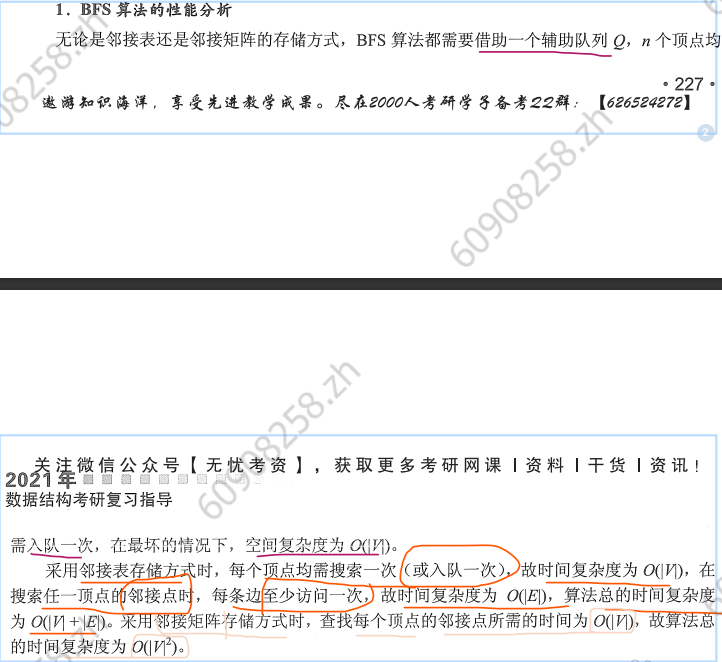 1．BFS 算法的性能分析
无论是邻接表还是邻接矩阵的存储方式，BFS 算法都需要借助一个辅助队列 Q，n 个顶点均
·227·
遨游知识海洋，享受先进教学成果。尽在2000人考研学子备考22群：【626524272】
2
60908258.zh
08258.zh
关注微信公众号【无忧考资】，获取更多考研网课丨资料丨干货丨资讯！
2021年
60908258.zh
数据结构考研复习指导
需入队一次，在最坏的情况下，空间复杂度为 O(|V|)。
采用邻接表存储方式时，每个顶点均需搜索一次（或入队一次），故时间复杂度为 O(|V|)，在
搜索任一顶点的邻接点时，每条边至少访问一次，故时间复杂度为 O(|E|)，算法总的时间复杂度
为 O(|V| + |E|)。采用邻接矩阵存储方式时，查找每个顶点的邻接点所需的时间为 O(|V|)，故算法总
的时间复杂度为 O(|V|²)。